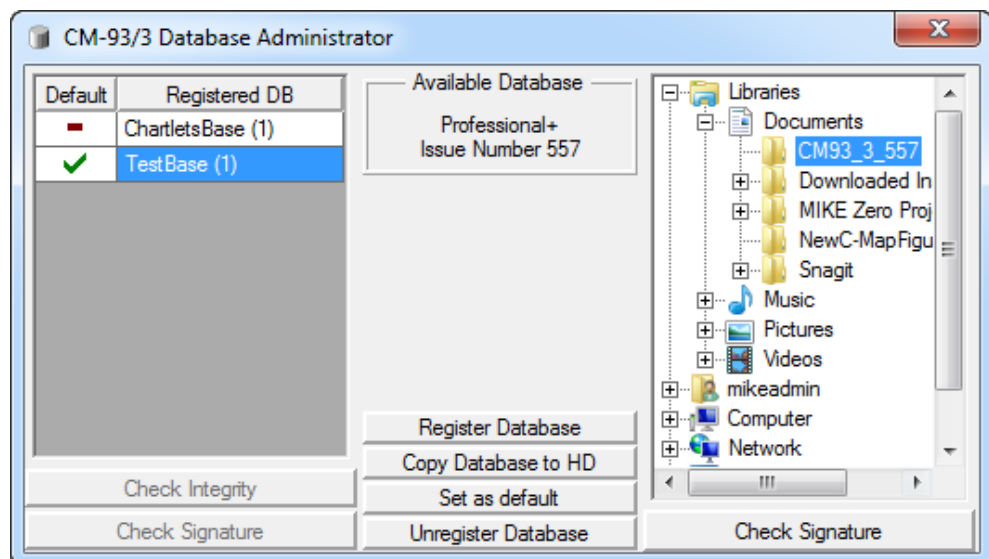 CM-93/3 Database Administrator
Default
Registered DB
ChartletsBase (1)
TestBase (1)
Check Integrity
Check Signature
Available Database
Professional+
Issue Number 557
Register Database
Copy Database to HD
Set as default
Unregister Database
Libraries
Documents
CM93_3_557
Downloaded In
MIKE Zero Proj
NewC-MapFigu
Snagit
Music
Pictures
Videos
mikeadmin
Computer
Network
Check Signature